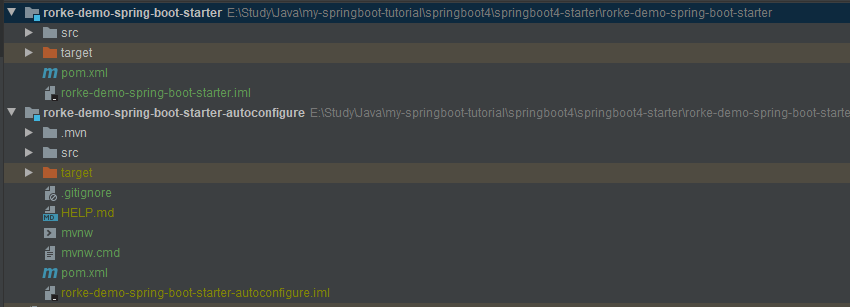 rorke-demo-spring-boot-starter E:\Study\Java\my-springboot-tutorial\springboot4-starter\rorke-demo-spring-boot-starter
src
target
pom.xml
rorke-demo-spring-boot-starter.iml
rorke-demo-spring-boot-starter-autoconfigure E:\Study\Java\my-springboot-tutorial\springboot4\springboot4-starter\rorke-demo-spring-boot-starte
.mvn
src
target
.gitignore
HELP.md
mvnw
mvnw.cmd
pom.xml
rorke-demo-spring-boot-starter-autoconfigure.iml